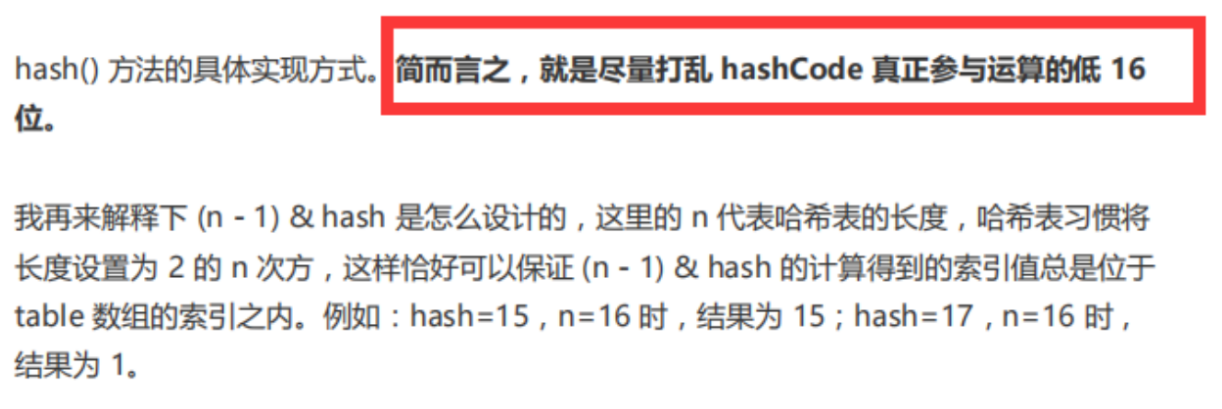 hash() 方法的具体实现方式。简而言之，就是尽量打乱 hashCode 真正参与运算的低 16
位。
我再来解释下 (n - 1) & hash 是怎么设计的，这里的 n 代表哈希表的长度，哈希表习惯将
长度设置为 2 的 n 次方，这样恰好可以保证 (n - 1) & hash 的计算得到的索引值总是位于
table 数组的索引之内。例如：hash=15，n=16 时，结果为 15；hash=17，n=16 时，
结果为 1。